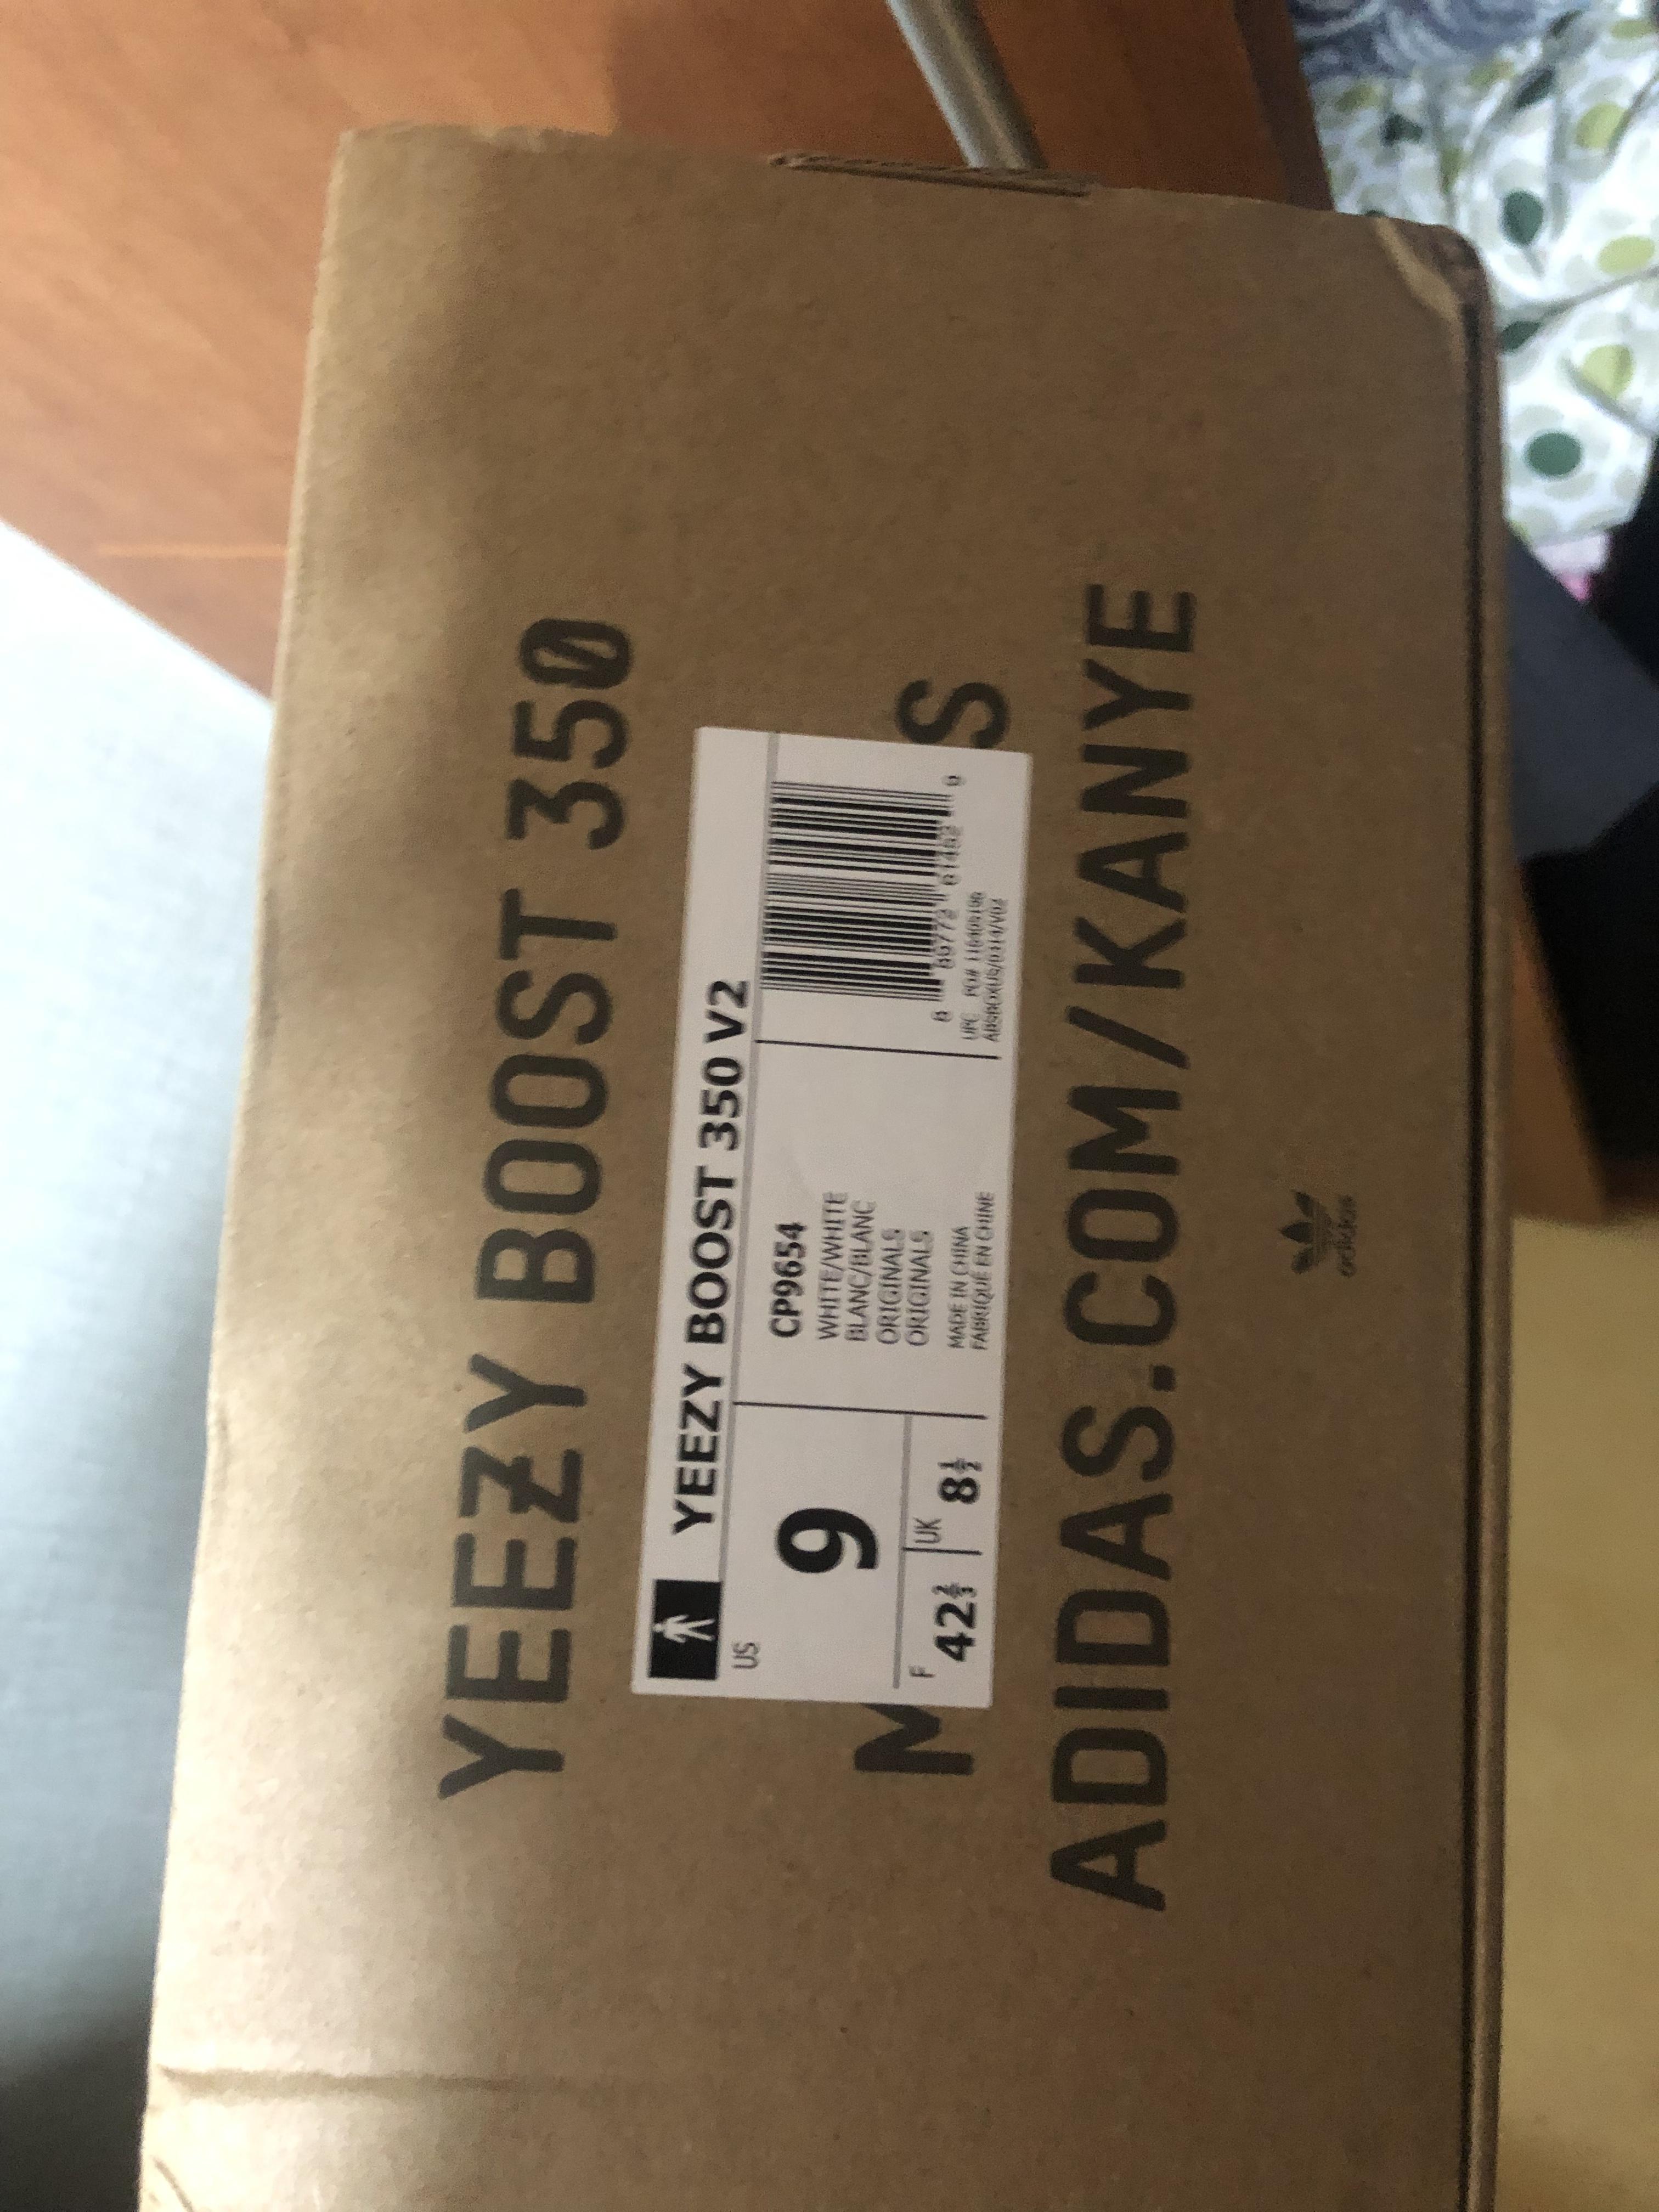 YEEZY BOOST 350
YEEZY BOOST 350 V2
US
9
F
42⅔
UK
8½
CP9654
WHITE/WHITE
BLANC/BLANC
ORIGINALS
ORIGINALS
MADE IN CHINA
FABRIQUÉ EN CHINE
UPC
M
S
ADIDAS.COM/KANYE
adidas